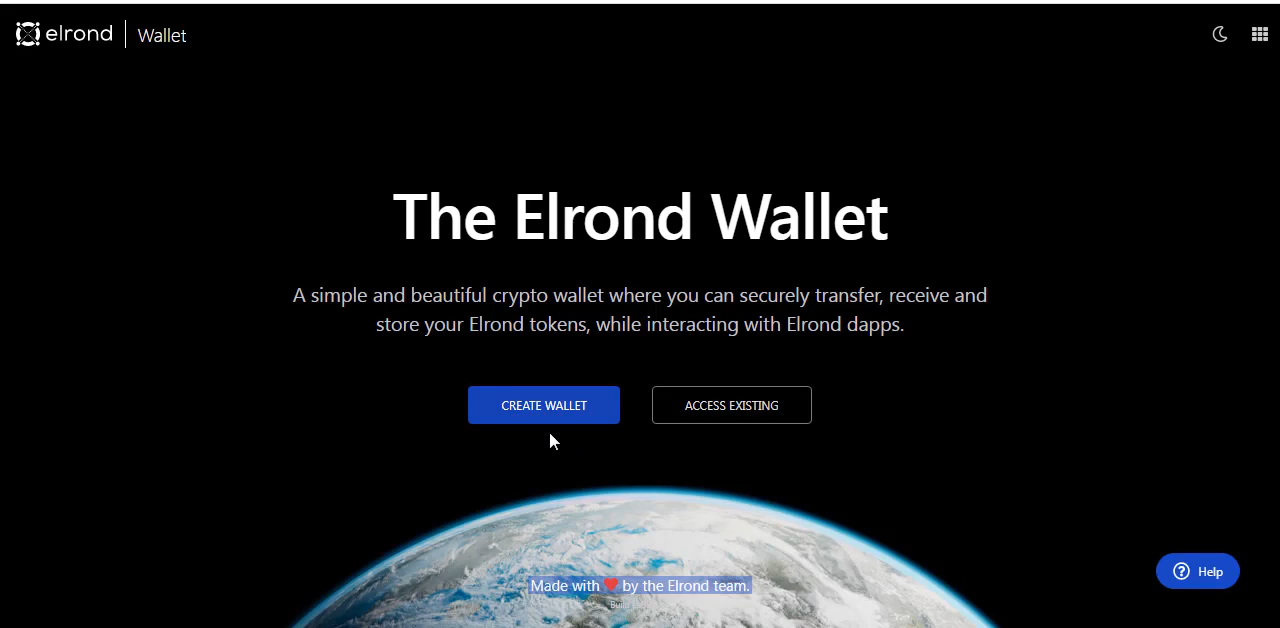 elrond
Wallet
The Elrond Wallet
A simple and beautiful crypto wallet where you can securely transfer, receive and
store your Elrond tokens, while interacting with Elrond dapps.
CREATE WALLET
ACCESS EXISTING
Made with ❤ by the Elrond team.
Help